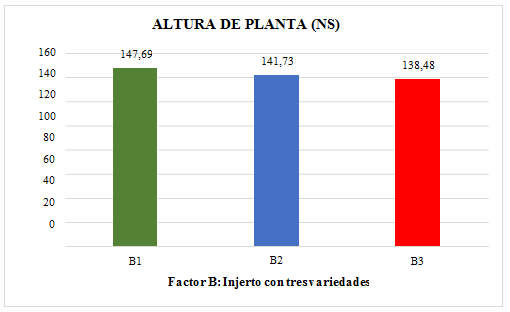 ALTURA DE PLANTA (NS)
160
140
120
100
80
60
40
20
0
147,69
141,73
138,48
B1
B2
B3
Factor B: Injerto con tres variedades